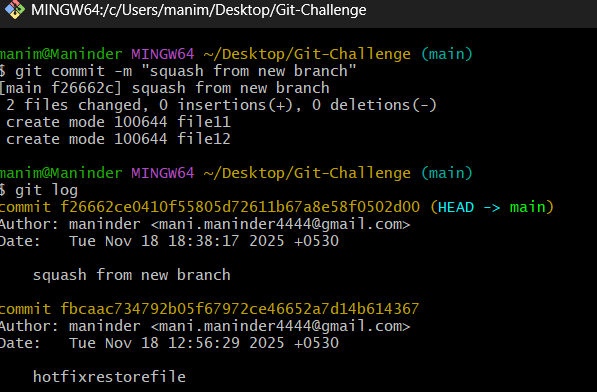 MINGW64:/c/Users/manim/Desktop/Git-Challenge
manim@Maninder MINGW64 ~/Desktop/Git-Challenge (main)
$ git commit -m "squash from new branch"
[main f26662c] squash from new branch
2 files changed, 0 insertions(+), 0 deletions(-)
create mode 100644 file11
create mode 100644 file12
manim@Maninder MINGW64 ~/Desktop/Git-Challenge (main)
$ git log
commit f26662ce0410f55805d72611b67a8e58f0502d00 (HEAD -> main)
Author: maninder <mani.maninder4444@gmail.com>
Date:   Tue Nov 18 18:38:17 2025 +0530
squash from new branch
commit fbcaac734792b05f67972ce46652a7d14b614367
Author: maninder <mani.maninder4444@gmail.com>
Date:   Tue Nov 18 12:56:29 2025 +0530
hotfixrestorefile